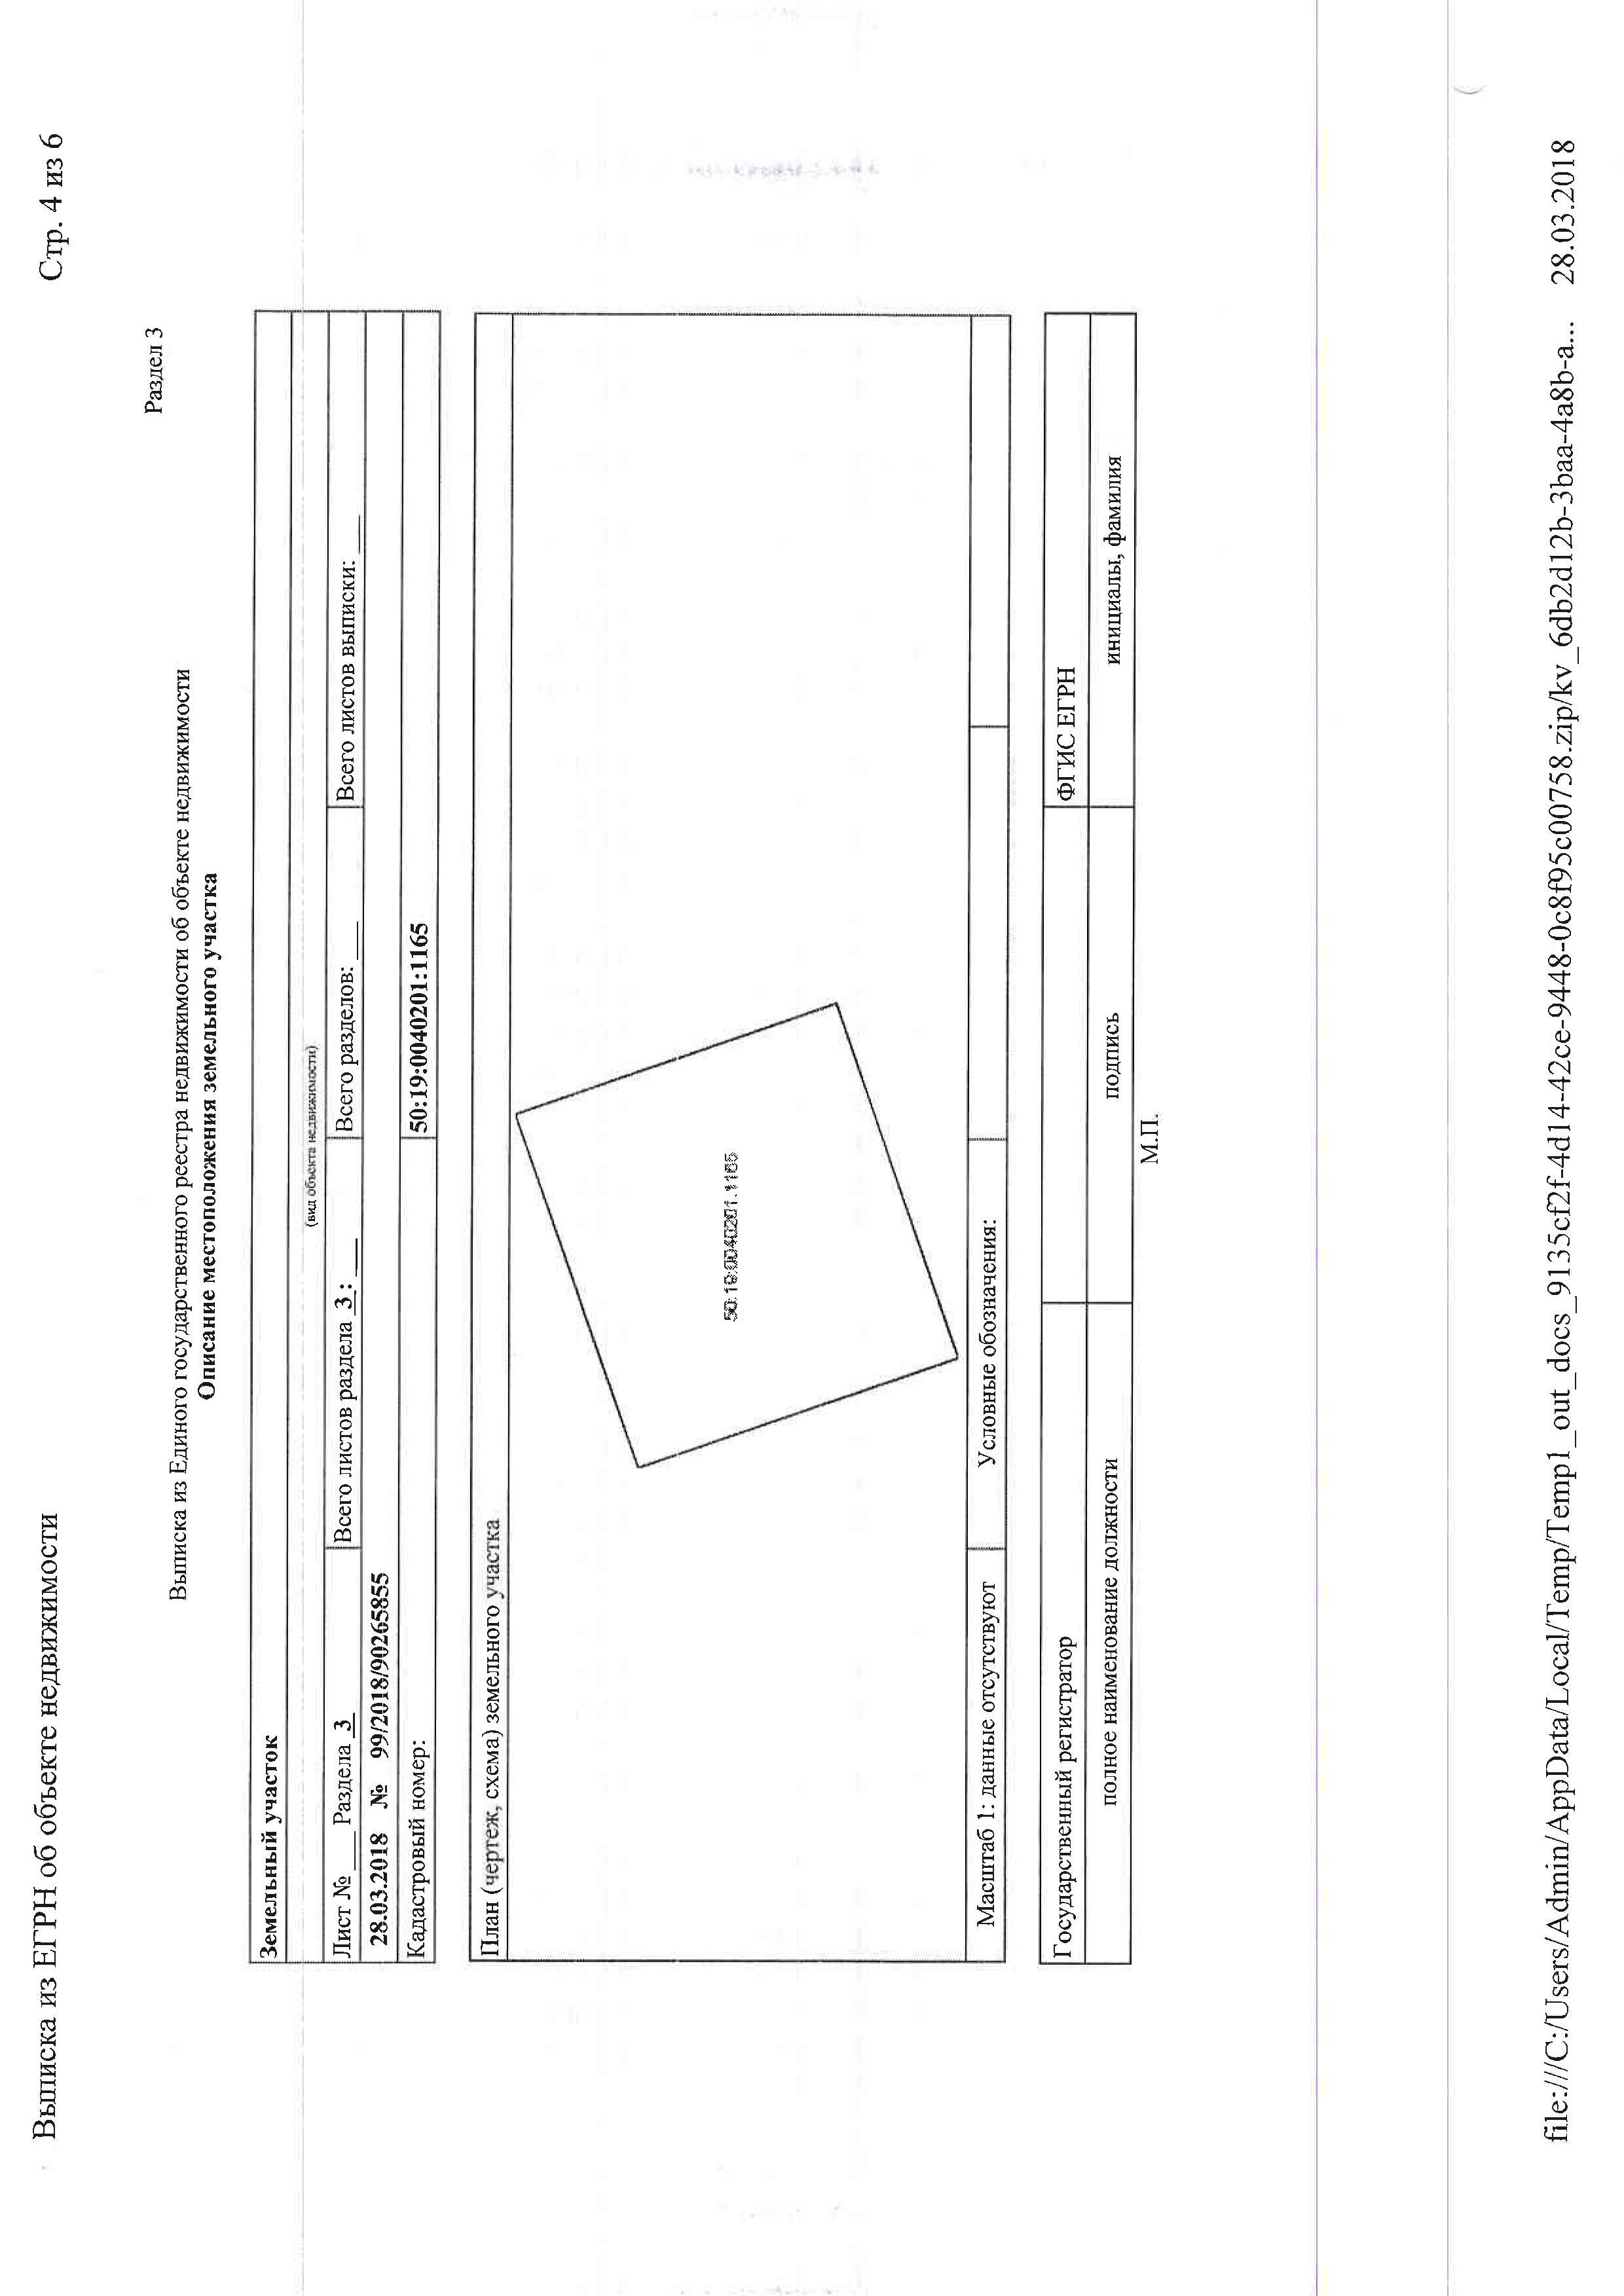 Выписка из ЕГРН об объекте недвижимости Стр. 4 из 6
Раздел 3
Выписка из Единого государственного реестра недвижимости об объекте недвижимости
Описание местоположения земельного участка
Земельный участок
(вид объекта недвижимости)
Лист № ___ Раздела 3 Всего листов раздела 3 : ___ Всего разделов: ___ Всего листов выписки: ___
28.03.2018 № 99/2018/90265855
Кадастровый номер: 50:19:0040201:1165
План (чертеж, схема) земельного участка
50:19:0040201:1165
Масштаб 1: данные отсутствуют Условные обозначения:
Государственный регистратор ФГИС ЕГРН
полное наименование должности подпись инициалы, фамилия
М.П.
file:///C:/Users/Admin/AppData/Local/Temp/Temp1_out_docs_9135cf2f-4d14-42ce-9448-0c8f95c00758.zip/kv_6db2d12b-3baa-4a8b-a... 28.03.2018